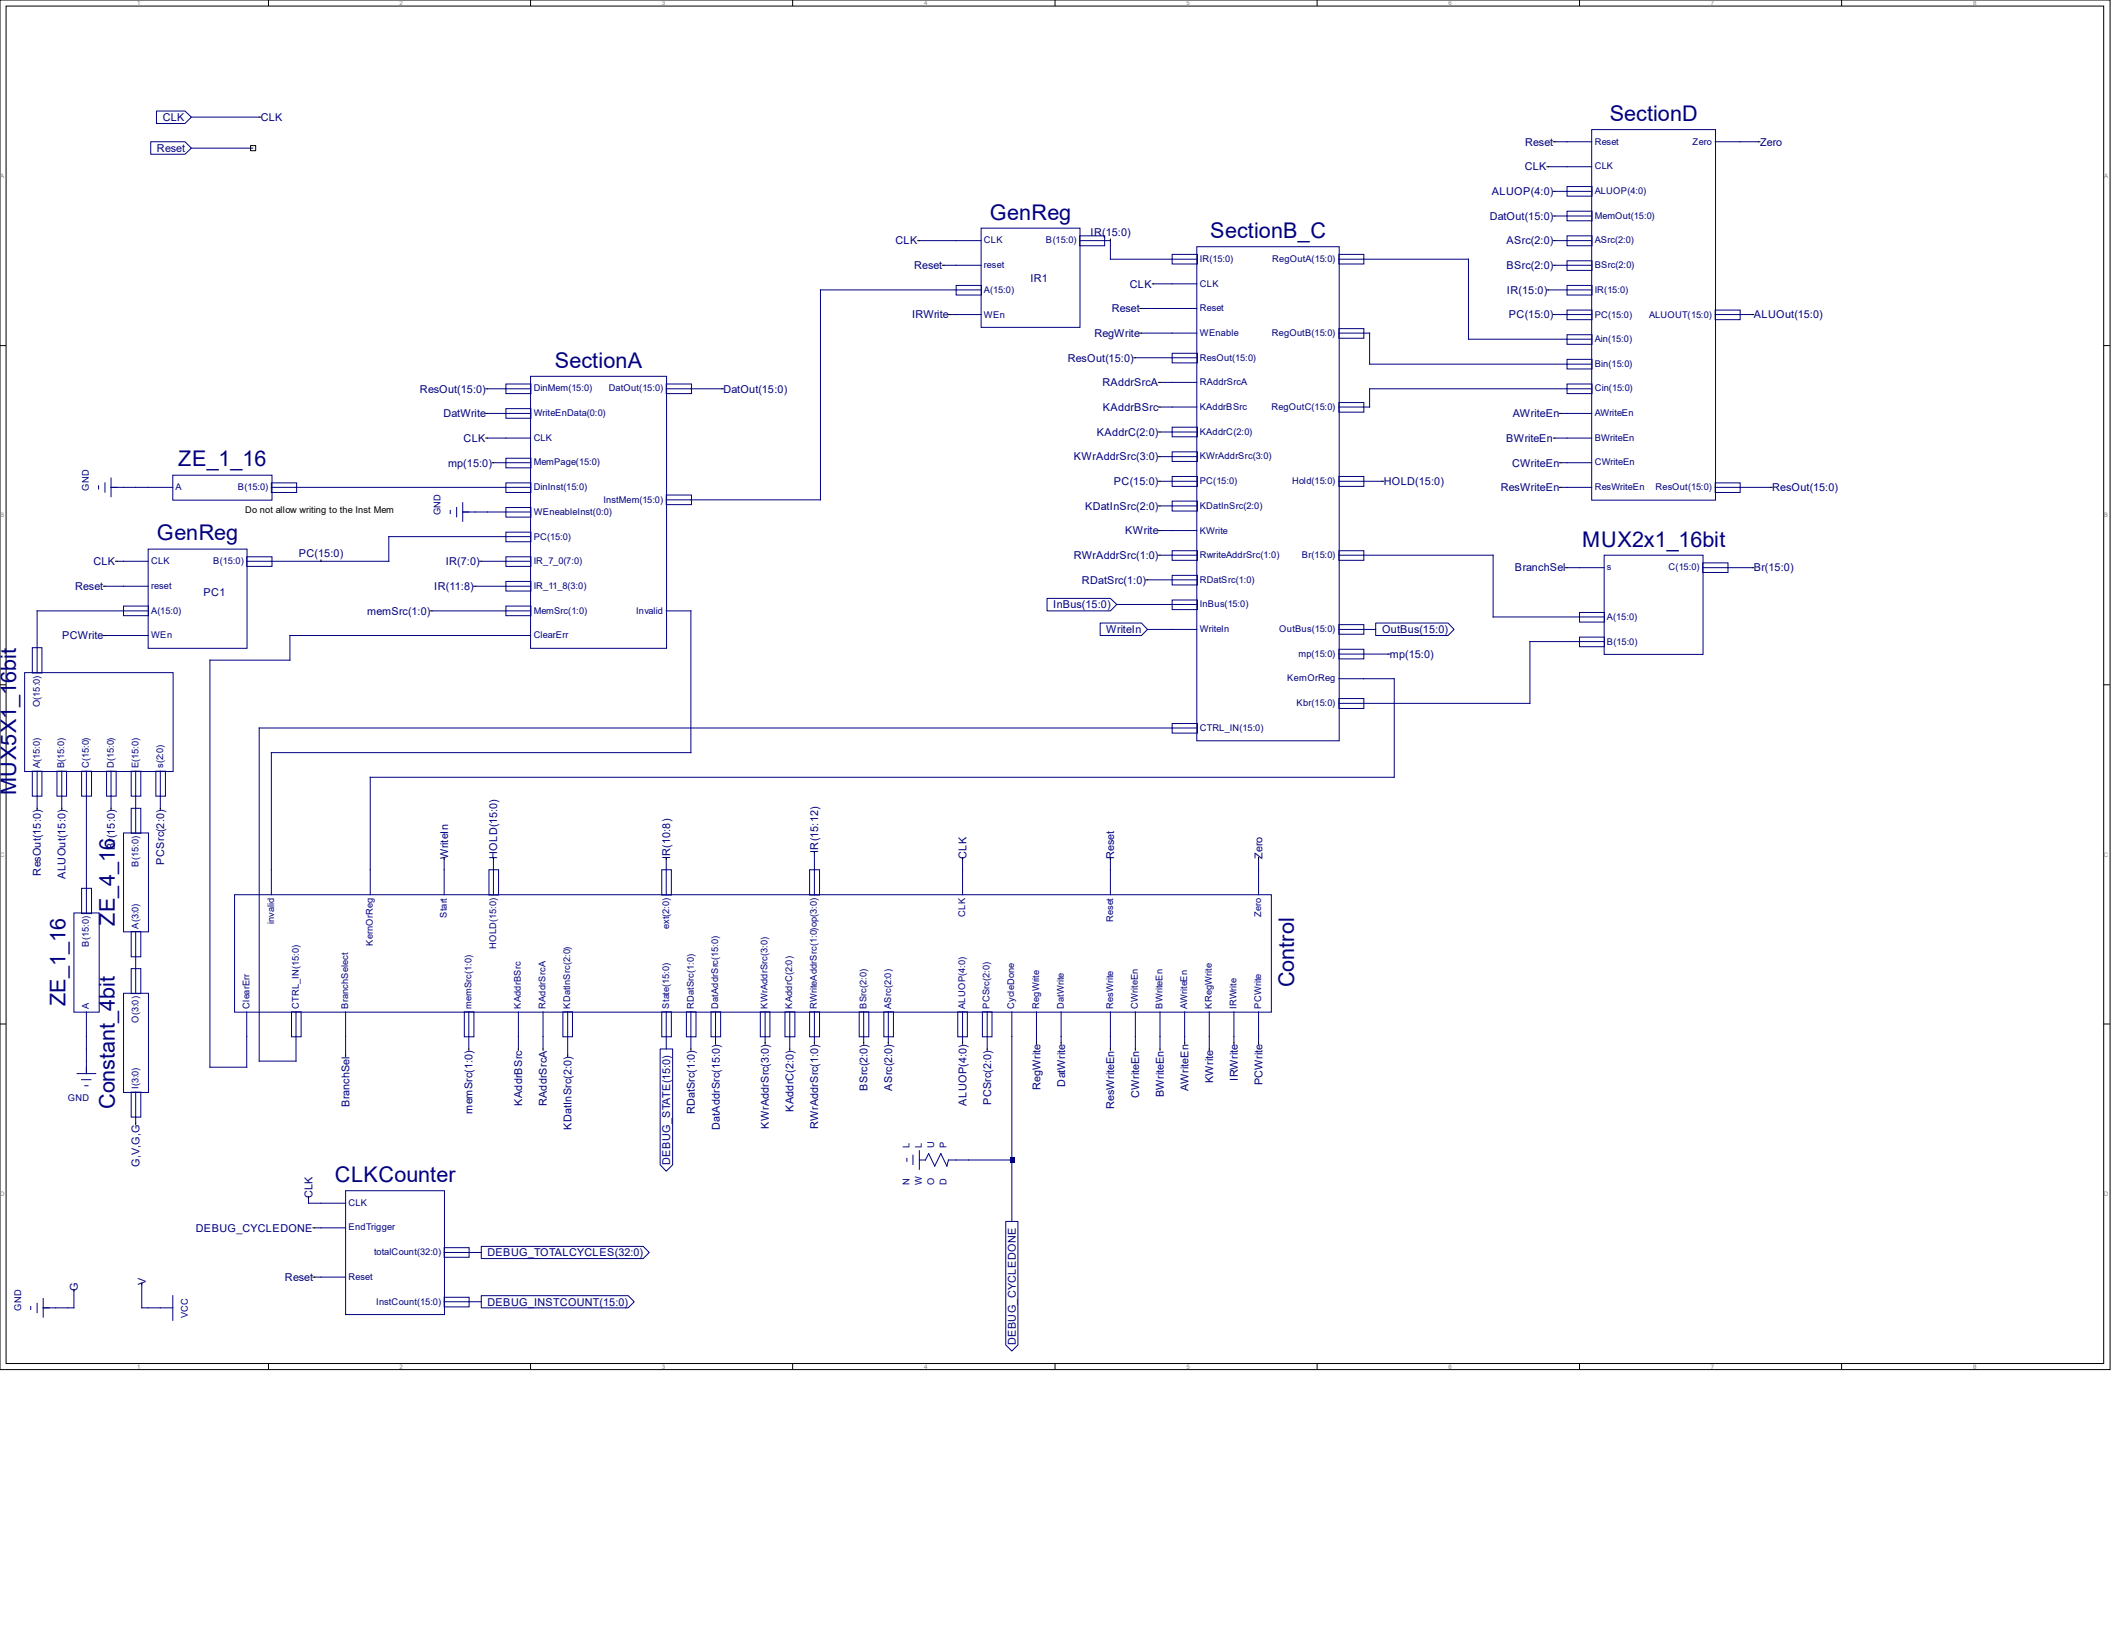 CLK CLK
Reset
SectionD
Reset Reset Zero Zero
CLK CLK
ALUOP(4:0) ALUOP(4:0)
DatOut(15:0) MemOut(15:0)
ASrc(2:0) ASrc(2:0)
BSrc(2:0) BSrc(2:0)
IR(15:0) IR(15:0)
PC(15:0) PC(15:0) ALUOUT(15:0) ALUOut(15:0)
Ain(15:0)
Bin(15:0)
Cin(15:0)
AWriteEn AWriteEn
BWriteEn BWriteEn
CWriteEn CWriteEn
ResWriteEn ResWriteEn ResOut(15:0) ResOut(15:0)
GenReg
CLK CLK B(15:0) IR(15:0)
Reset reset
IR1
A(15:0)
IRWrite WEn
SectionB_C
IR(15:0) RegOutA(15:0)
CLK CLK
Reset Reset
RegWrite WEnable RegOutB(15:0)
ResOut(15:0) ResOut(15:0)
RAddrSrcA RAddrSrcA
KAddrBSrc KAddrBSrc RegOutC(15:0)
KAddrC(2:0) KAddrC(2:0)
KWrAddrSrc(3:0) KWrAddrSrc(3:0)
PC(15:0) PC(15:0) Hold(15:0) HOLD(15:0)
KDatInSrc(2:0) KDatInSrc(2:0)
KWrite KWrite
RWrAddrSrc(1:0) RwriteAddrSrc(1:0) Br(15:0)
RDatSrc(1:0) RDatSrc(1:0)
InBus(15:0) InBus(15:0)
WriteIn WriteIn OutBus(15:0) OutBus(15:0)
mp(15:0) mp(15:0)
KernOrReg
Kbr(15:0)
CTRL_IN(15:0)
MUX2x1_16bit
BranchSel s C(15:0) Br(15:0)
A(15:0)
B(15:0)
SectionA
ResOut(15:0) DinMem(15:0) DatOut(15:0) DatOut(15:0)
DatWrite WriteEnData(0:0)
CLK CLK
mp(15:0) MemPage(15:0)
DinInst(15:0)
InstMem(15:0)
GND WEneableInst(0:0)
PC(15:0)
IR(7:0) IR_7_0(7:0)
IR(11:8) IR_11_8(3:0)
memSrc(1:0) MemSrc(1:0) Invalid
ClearErr
ZE_1_16
GND A B(15:0)
Do not allow writing to the Inst Mem
GenReg
CLK CLK B(15:0) PC(15:0)
Reset reset
PC1
A(15:0)
PCWrite WEn
MUX5X1_16bit
O(15:0)
A(15:0) B(15:0) C(15:0) D(15:0) E(15:0) s(2:0)
ResOut(15:0) ALUOut(15:0) PCSrc(2:0)
ZE_4_16
B(15:0)
A(3:0)
ZE_1_16
B(15:0)
A
GND
Constant_4bit
O(3:0)
I(3:0)
G,V,G,G
WriteIn HOLD(15:0) IR(10:8) IR(15:12) CLK Reset Zero
invalid KernOrReg Start HOLD(15:0) ext(2:0) op(3:0) CLK Reset Zero
Control
ClearErr CTRL_IN(15:0) BranchSelect memSrc(1:0) KAddrBSrc RAddrSrcA KDatInSrc(2:0) State(15:0) RDatSrc(1:0) DatAddrSrc(15:0) KWrAddrSrc(3:0) KAddrC(2:0) RWriteAddrSrc(1:0) BSrc(2:0) ASrc(2:0) ALUOP(4:0) PCSrc(2:0) CycleDone RegWrite DatWrite ResWrite CWriteEn BWriteEn AWriteEn KRegWrite IRWrite PCWrite
BranchSel memSrc(1:0) KAddrBSrc RAddrSrcA KDatInSrc(2:0) DEBUG_STATE(15:0) RDatSrc(1:0) DatAddrSrc(15:0) KWrAddrSrc(3:0) KAddrC(2:0) RWrAddrSrc(1:0) BSrc(2:0) ASrc(2:0) ALUOP(4:0) PCSrc(2:0) RegWrite DatWrite ResWriteEn CWriteEn BWriteEn AWriteEn KWrite IRWrite PCWrite
PULL
DOWN
DEBUG_CYCLEDONE
CLKCounter
CLK CLK
DEBUG_CYCLEDONE EndTrigger
totalCount(32:0) DEBUG_TOTALCYCLES(32:0)
Reset Reset
InstCount(15:0) DEBUG_INSTCOUNT(15:0)
GND G V VCC